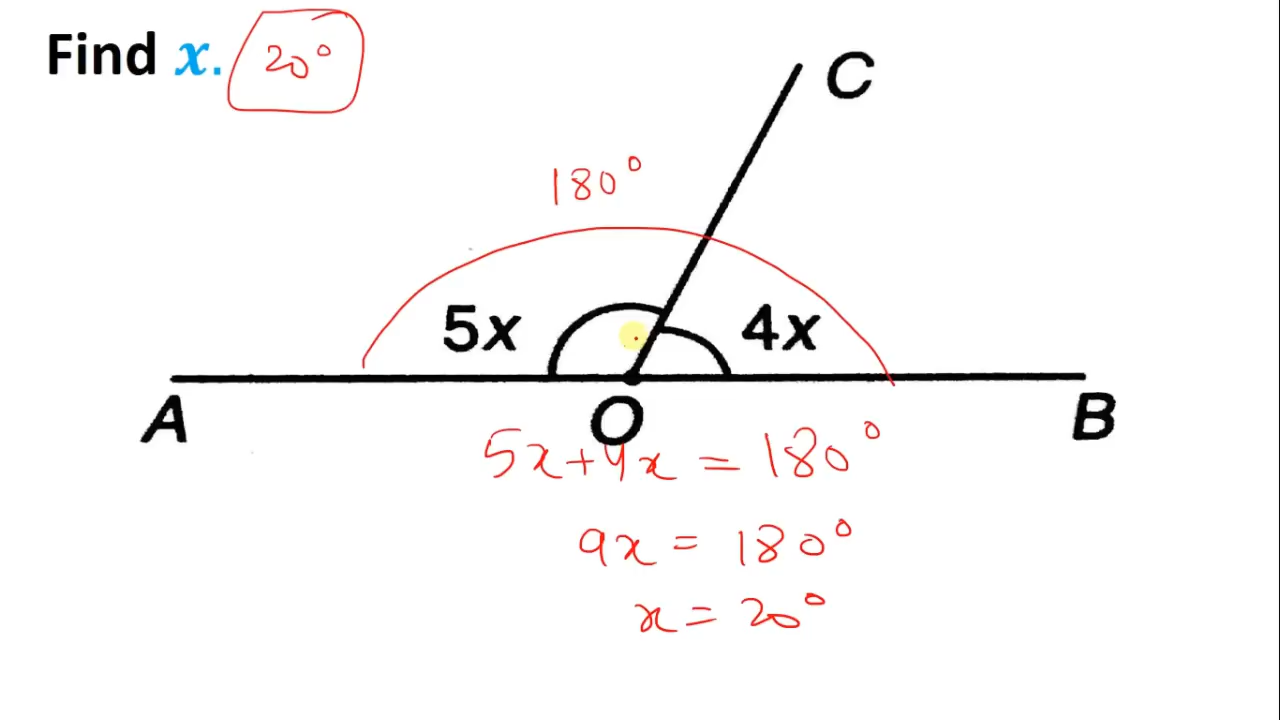 Find x. 20°
C
180°
5x 4x
A O B
5x+4x = 180°
9x = 180°
x = 20°